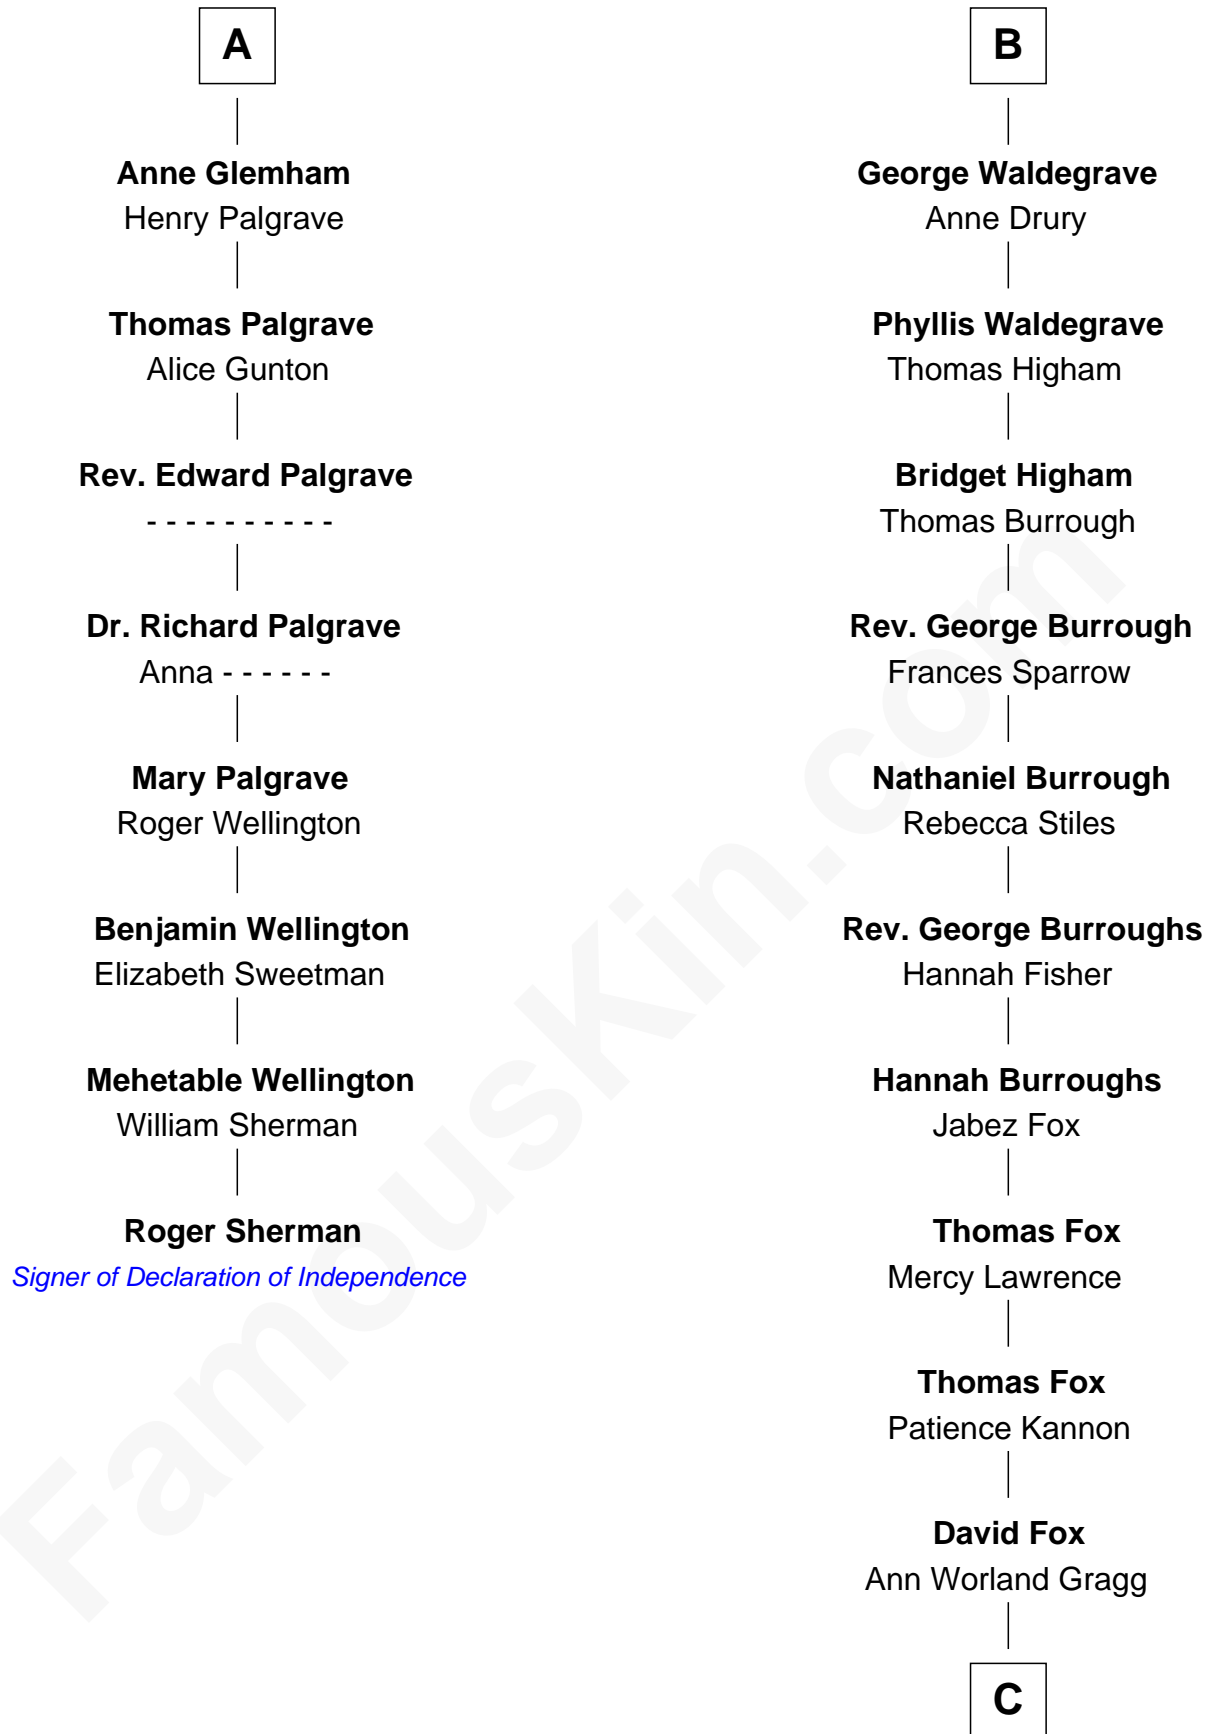 A
Anne Glemham
Henry Palgrave
Thomas Palgrave
Alice Gunton
Rev. Edward Palgrave
- - - - - - - - - -
Dr. Richard Palgrave
Anna - - - - - -
Mary Palgrave
Roger Wellington
Benjamin Wellington
Elizabeth Sweetman
Mehetable Wellington
William Sherman
Roger Sherman
Signer of Declaration of Independence
B
George Waldegrave
Anne Drury
Phyllis Waldegrave
Thomas Higham
Bridget Higham
Thomas Burrough
Rev. George Burrough
Frances Sparrow
Nathaniel Burrough
Rebecca Stiles
Rev. George Burroughs
Hannah Fisher
Hannah Burroughs
Jabez Fox
Thomas Fox
Mercy Lawrence
Thomas Fox
Patience Kannon
David Fox
Ann Worland Gragg
C
FamousKin.com